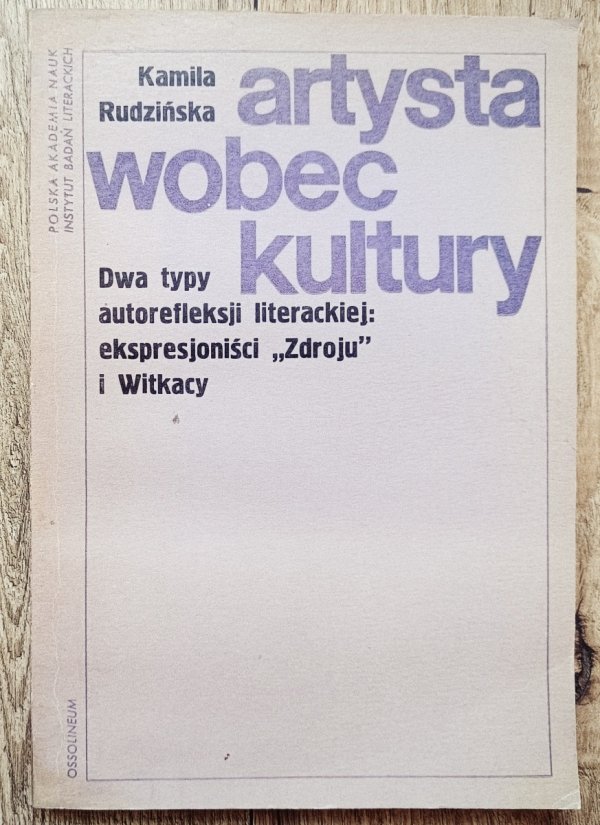 POLSKA AKADEMIA NAUK
INSTYTUT BADAŃ LITERACKICH
Kamila
Rudzińska
artysta
wobec
kultury
Dwa typy
autorefleksji literackiej:
ekspresjoniści „Zdroju”
i Witkacy
OSSOLINEUM